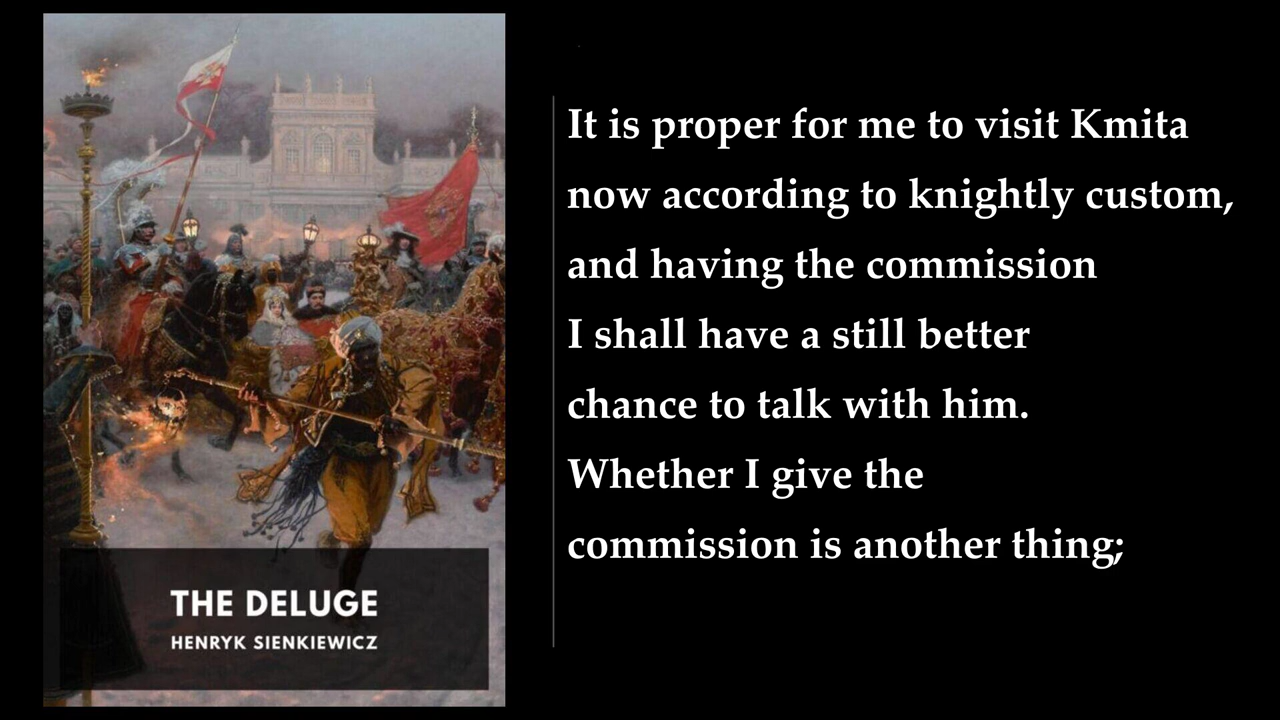 THE DELUGE
HENRYK SIENKIEWICZ
It is proper for me to visit Kmita
now according to knightly custom,
and having the commission
I shall have a still better
chance to talk with him.
Whether I give the
commission is another thing;